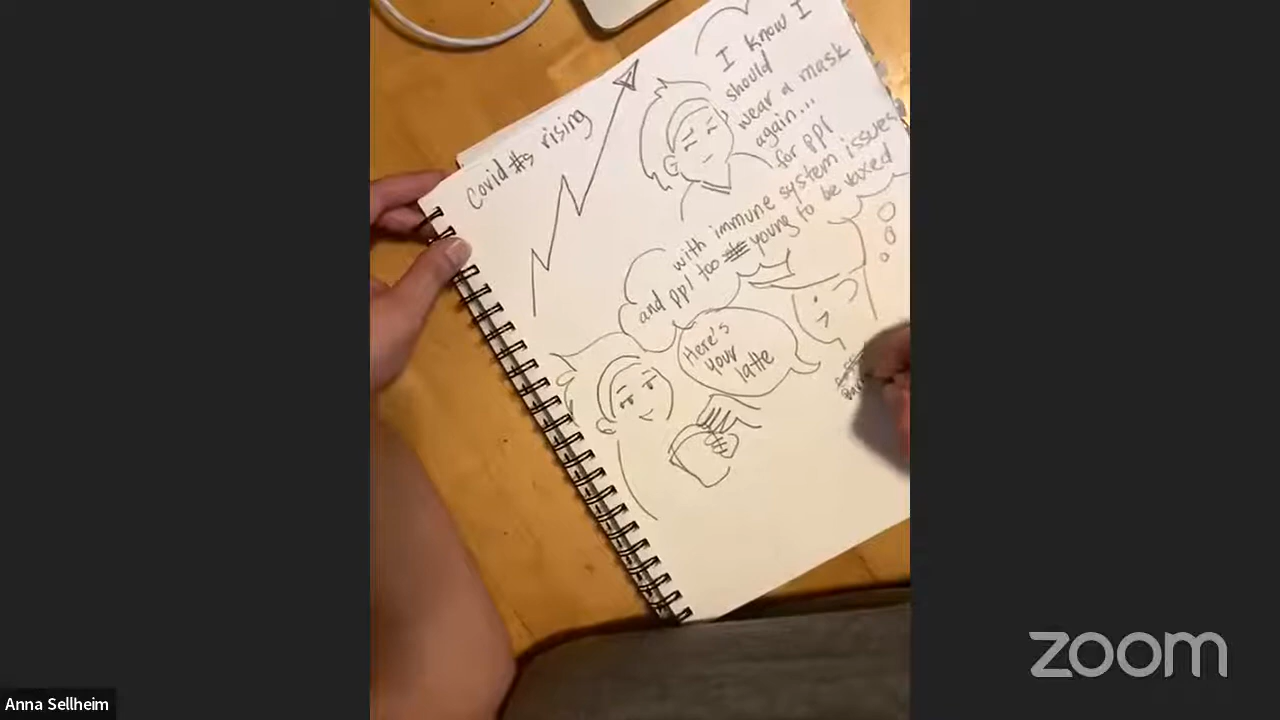 Covid #s rising
I know I
should
wear a mask
again...
for ppl
with immune system issues
and ppl too young to be vaxed
Here's
your
latte
zoom
Anna Sellheim